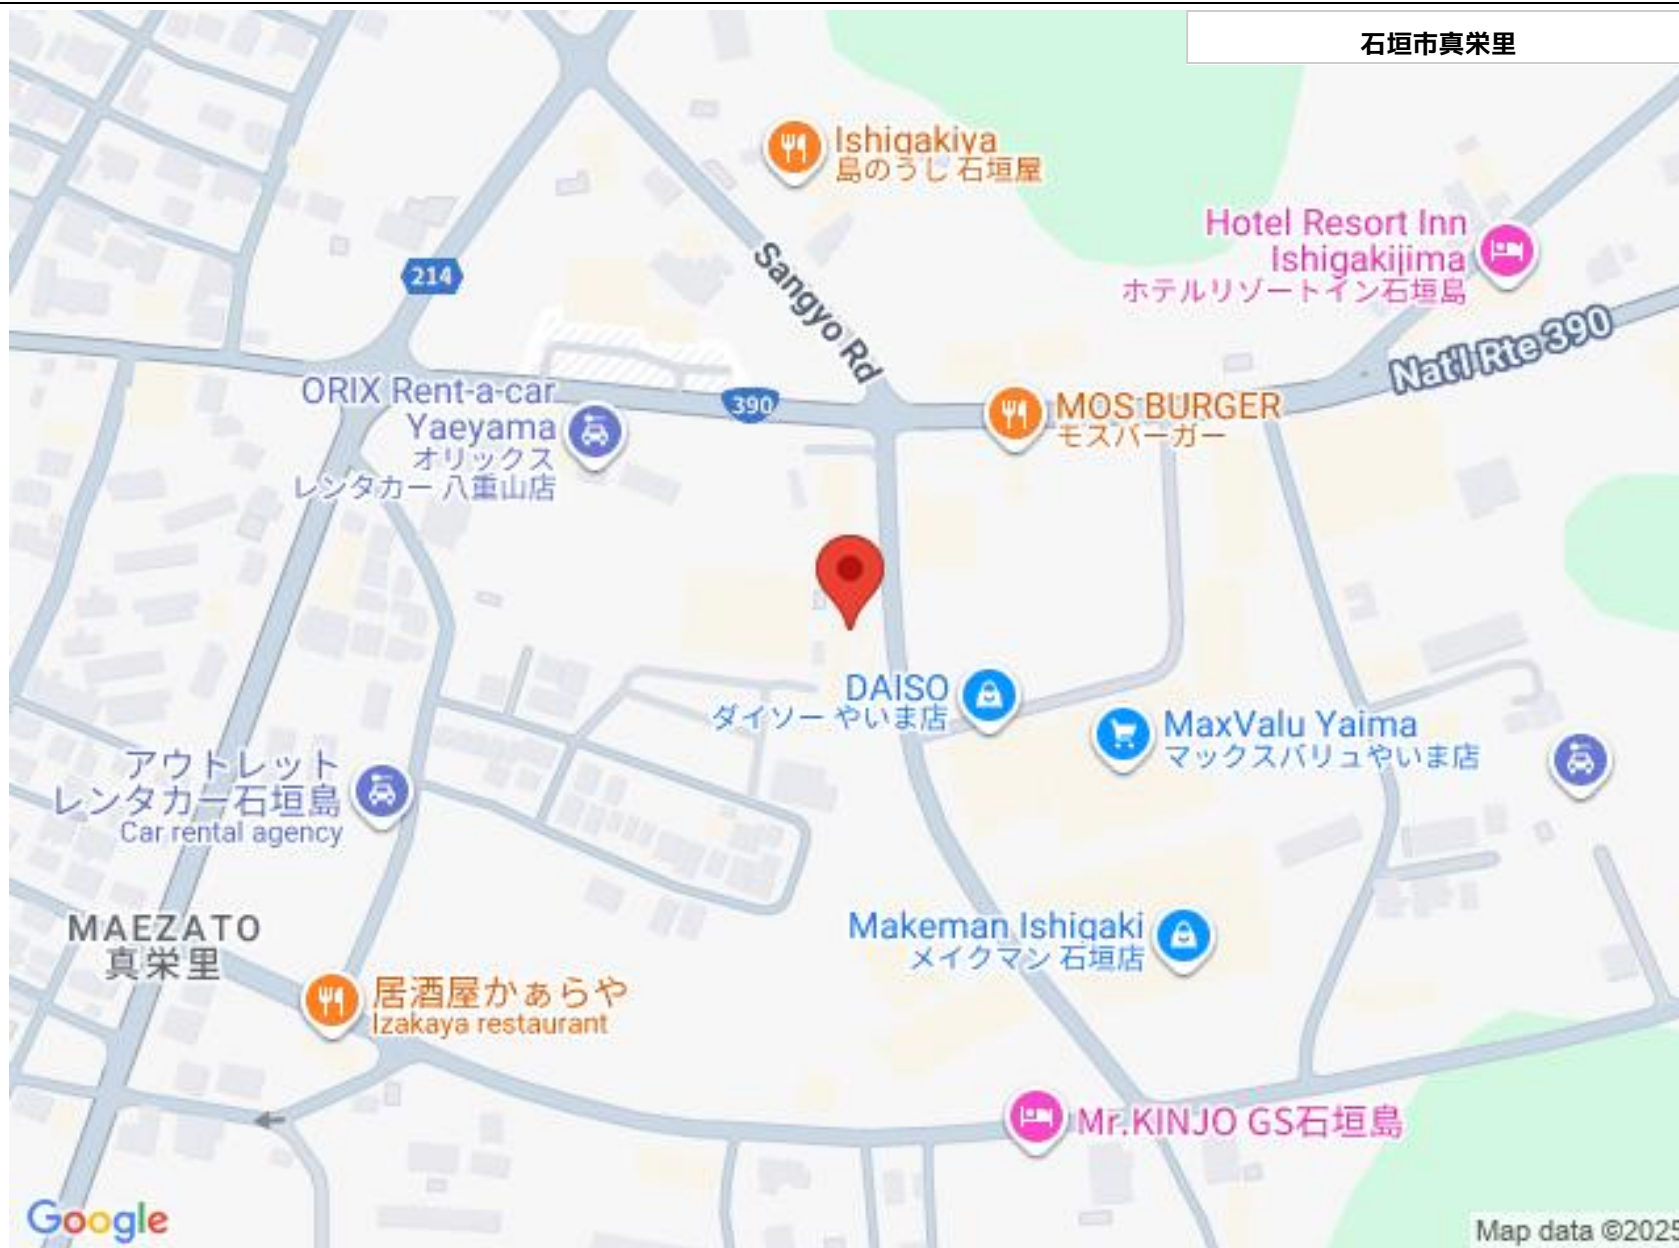 石垣市真栄里
Ishigakiya
島のうじ 石垣屋
Hotel Resort Inn
Ishigakijima
ホテルリゾートイン石垣島
214
Sangyo Rd
Nat'l Rte 390
ORIX Rent-a-car
Yaeyama
オリックス
レンタカー 八重山店
390
MOS BURGER
モスバーガー
DAISO
ダイソー やいま店
MaxValu Yaima
マックスバリュやいま店
アウトレット
レンタカー石垣島
Car rental agency
MAEZATO
真栄里
Makeman Ishigaki
メイクマン 石垣店
居酒屋かぁらや
Izakaya restaurant
Mr.KINJO GS石垣島
Google
Map data ©2025